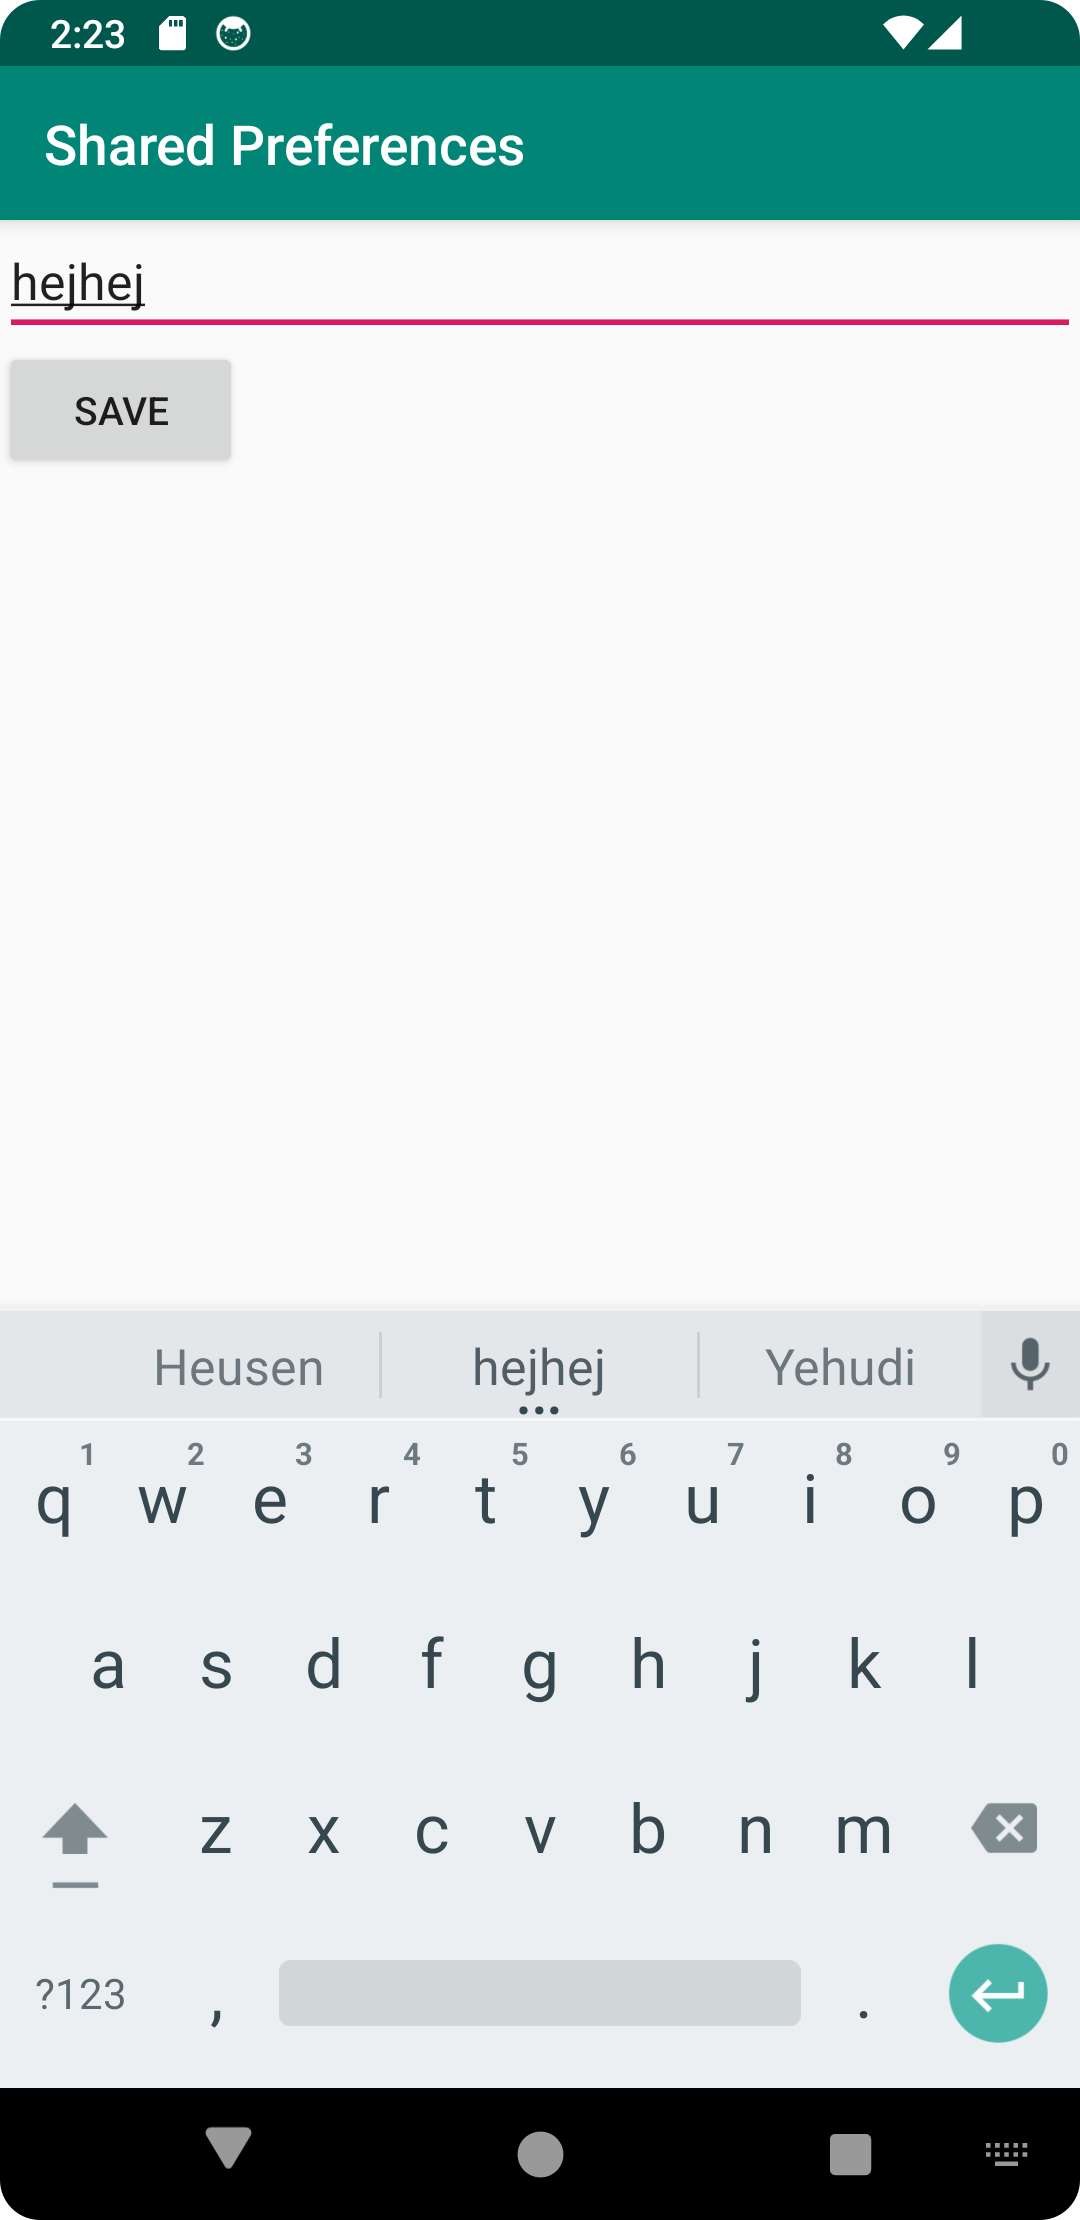 2:23
Shared Preferences
hejhej
SAVE
Heusen hejhej Yehudi
1 2 3 4 5 6 7 8 9 0
q w e r t y u i o p
a s d f g h j k l
z x c v b n m
?123 , .